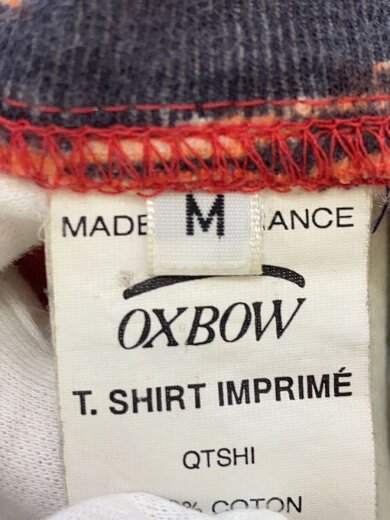 M
MADE ANCE
OXBOW
T. SHIRT IMPRIMÉ
QTSHI
% COTON